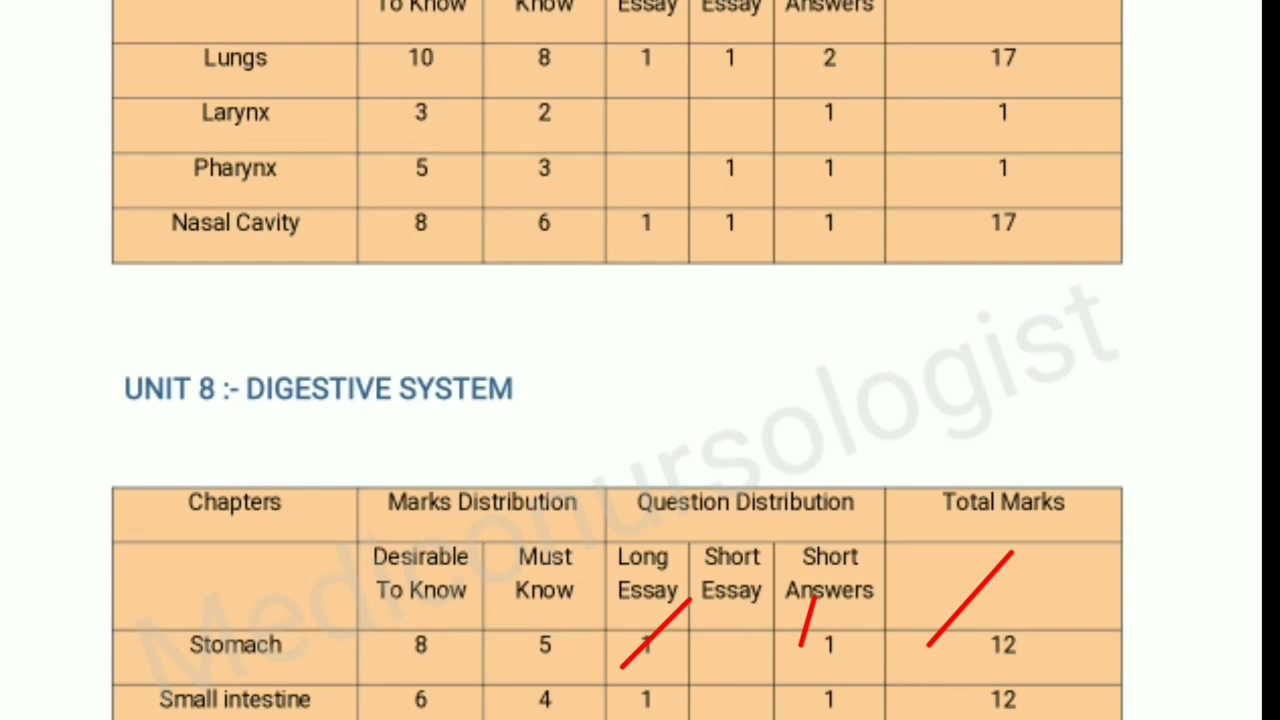 To Know Know Essay Essay Answers
Lungs 10 8 1 1 2 17
Larynx 3 2 1 1
Pharynx 5 3 1 1 1
Nasal Cavity 8 6 1 1 1 17
UNIT 8 :- DIGESTIVE SYSTEM
Chapters Marks Distribution Question Distribution Total Marks
Desirable Must Long Short Short
To Know Know Essay Essay Answers
Stomach 8 5 1 1 12
Small intestine 6 4 1 1 12
Mediconursologist